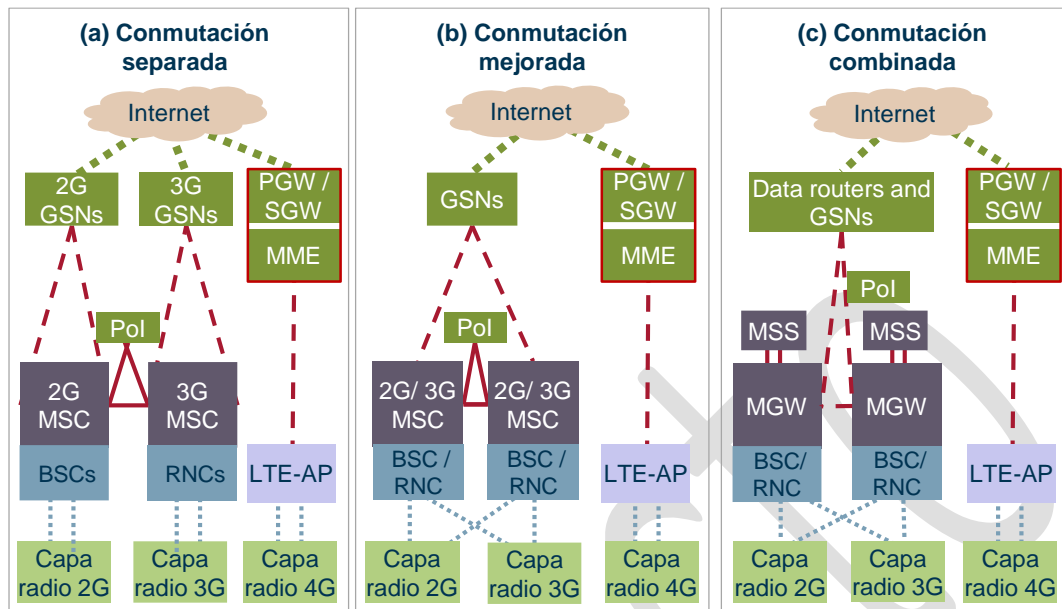 (a) Conmutación
separada
Internet
2G
GSNs
3G
GSNs
PGW /
SGW
MME
PoI
2G
MSC
3G
MSC
BSCs
RNCs
LTE-AP
Capa
radio 2G
Capa
radio 3G
Capa
radio 4G
(b) Conmutación
mejorada
Internet
GSNs
PGW /
SGW
MME
PoI
2G/ 3G
MSC
2G/ 3G
MSC
BSC /
RNC
BSC /
RNC
LTE-AP
Capa
radio 2G
Capa
radio 3G
Capa
radio 4G
(c) Conmutación
combinada
Internet
Data routers and
GSNs
PGW /
SGW
MME
PoI
MSS
MSS
MGW
MGW
BSC/
RNC
BSC/
RNC
LTE-AP
Capa
radio 2G
Capa
radio 3G
Capa
radio 4G